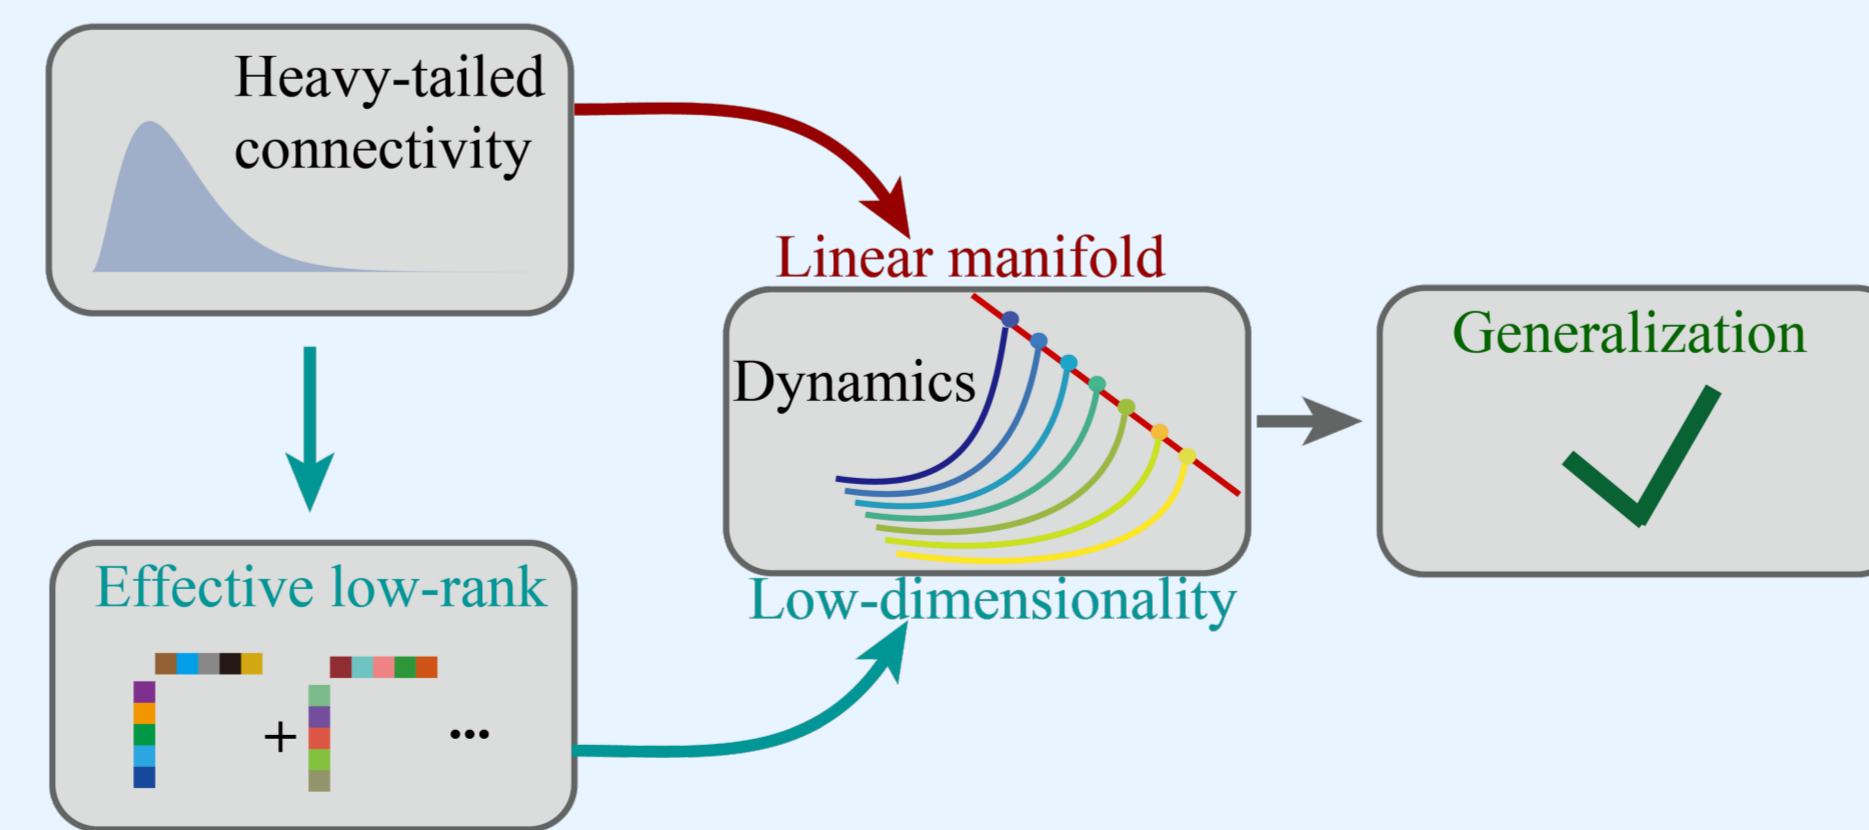 Heavy-tailed
connectivity
Linear manifold
Dynamics
Generalization
Low-dimensionality
Effective low-rank
+
...